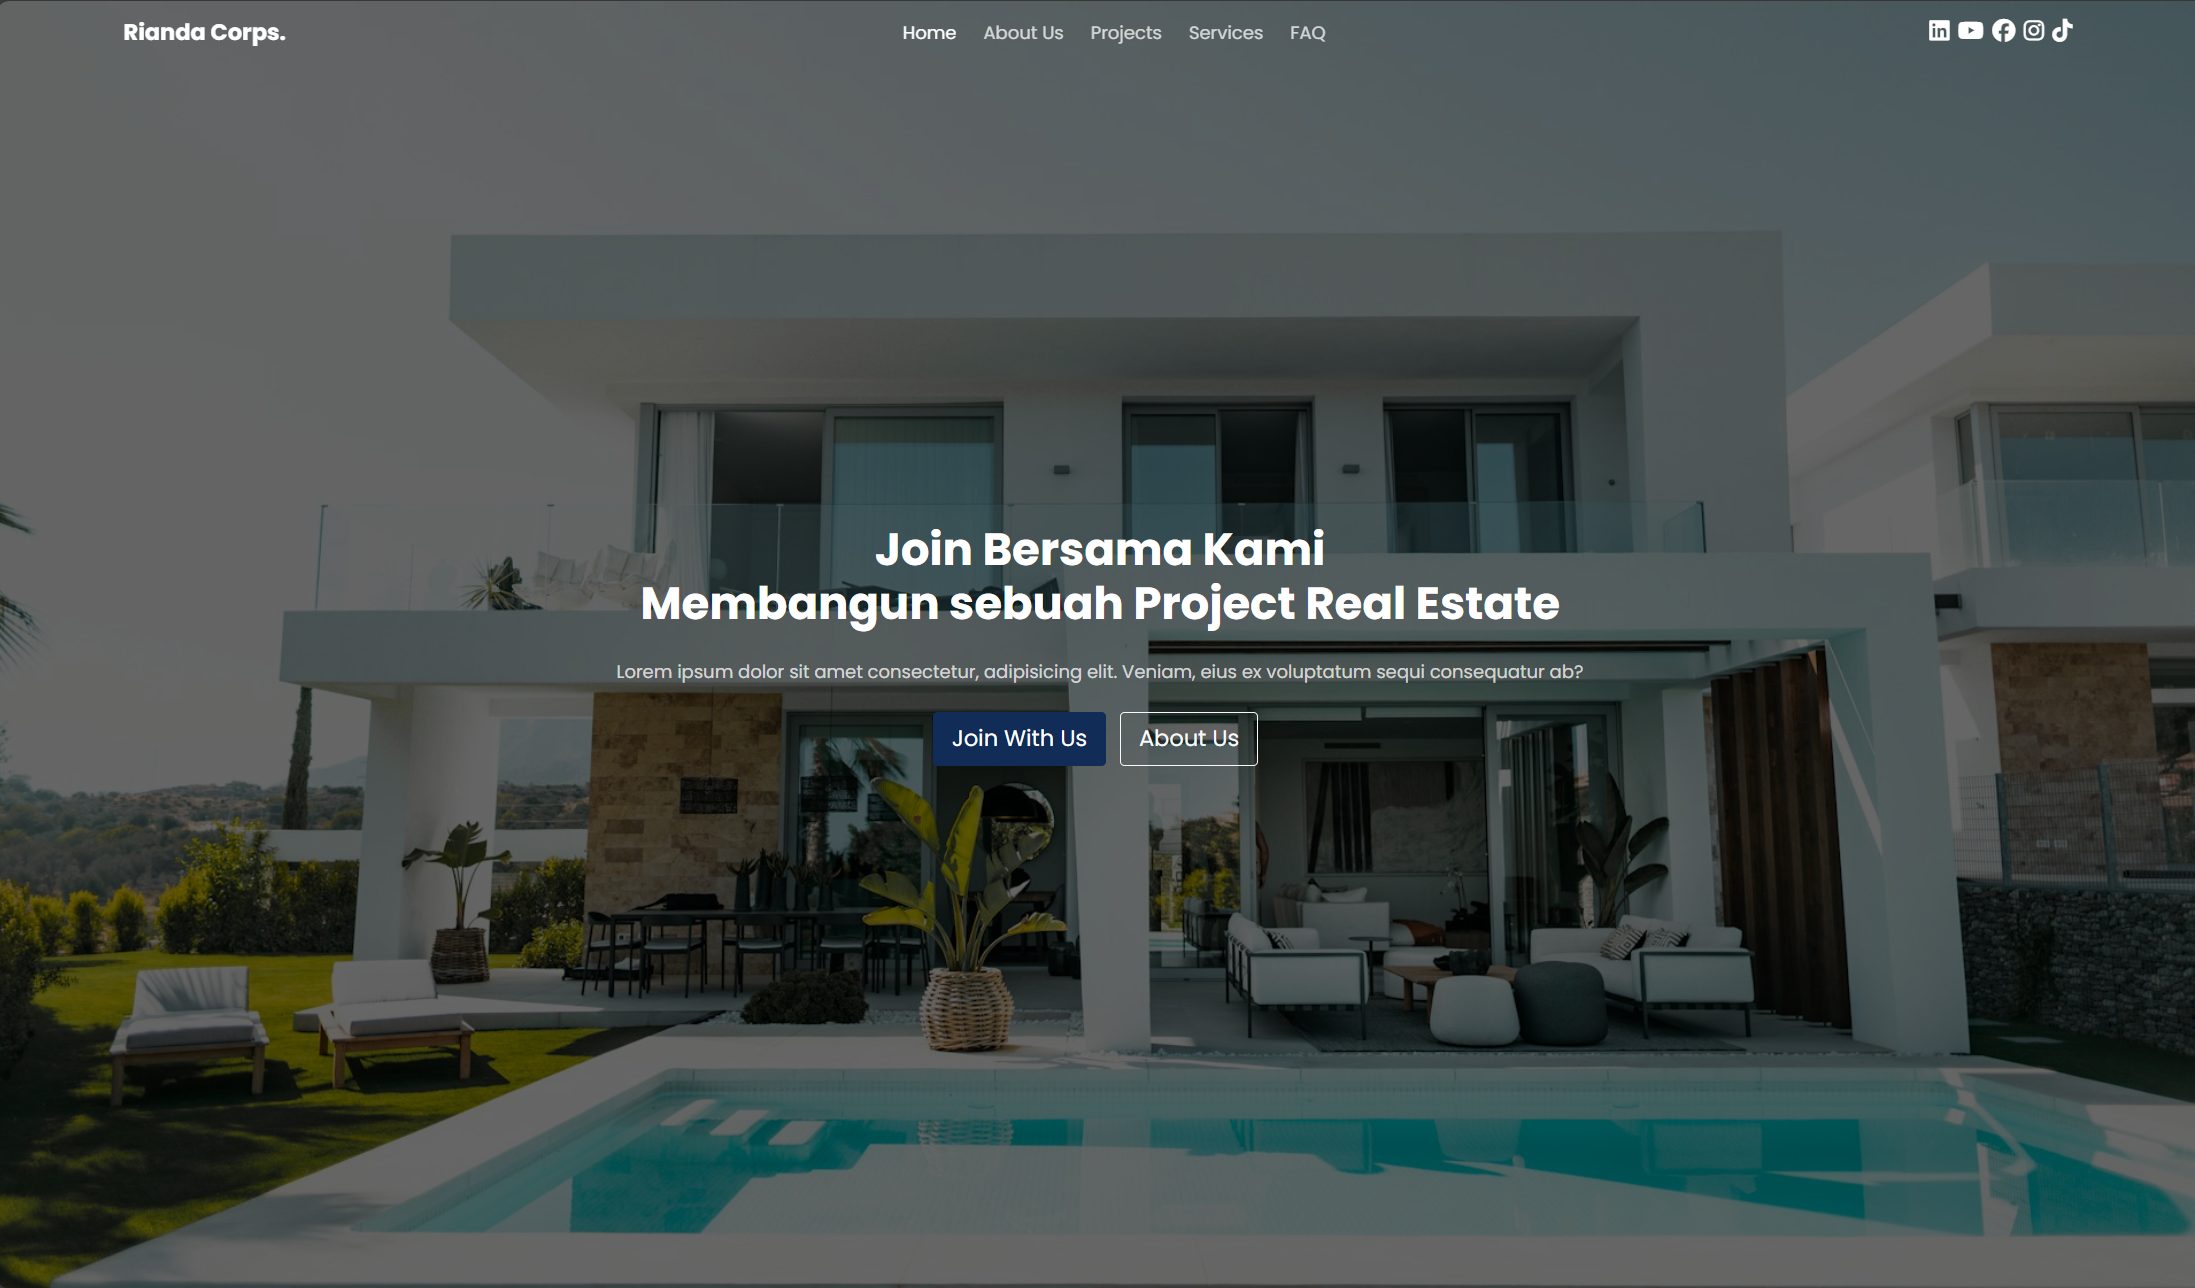 Rianda Corps.
Home About Us Projects Services FAQ
Join Bersama Kami
Membangun sebuah Project Real Estate
Lorem ipsum dolor sit amet consectetur, adipisicing elit. Veniam, eius ex voluptatum sequi consequatur ab?
Join With Us About Us